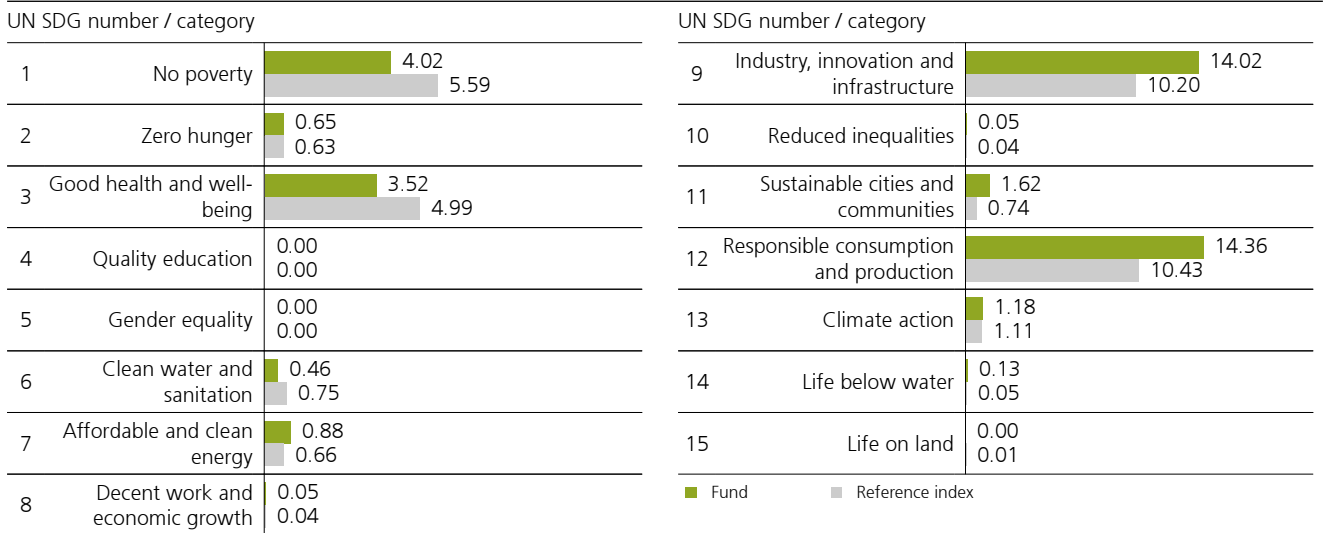 UN SDG number / category
1 No poverty 4.02
5.59
2 Zero hunger 0.65
0.63
3 Good health and well-
being 3.52
4.99
4 Quality education 0.00
0.00
5 Gender equality 0.00
0.00
6 Clean water and
sanitation 0.46
0.75
7 Affordable and clean
energy 0.88
0.66
8 Decent work and
economic growth 0.05
0.04
UN SDG number / category
9 Industry, innovation and
infrastructure 14.02
10.20
10 Reduced inequalities 0.05
0.04
11 Sustainable cities and
communities 1.62
0.74
12 Responsible consumption
and production 14.36
10.43
13 Climate action 1.18
1.11
14 Life below water 0.13
0.05
15 Life on land 0.00
0.01
Fund Reference index